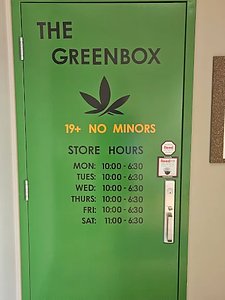 THE
GREENBOX
19+ NO MINORS
STORE HOURS
MON: 10:00 - 6:30
TUES: 10:00 - 6:30
WED: 10:00 - 6:30
THURS: 10:00 - 6:30
FRI: 10:00 - 6:30
SAT: 11:00 - 6:30